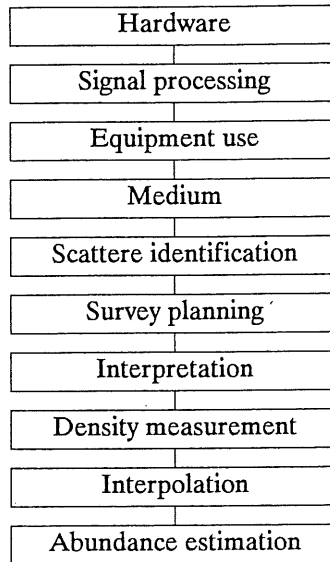 Hardware
Signal processing
Equipment use
Medium
Scattere identification
Survey planning
Interpretation
Density measurement
Interpolation
Abundance estimation